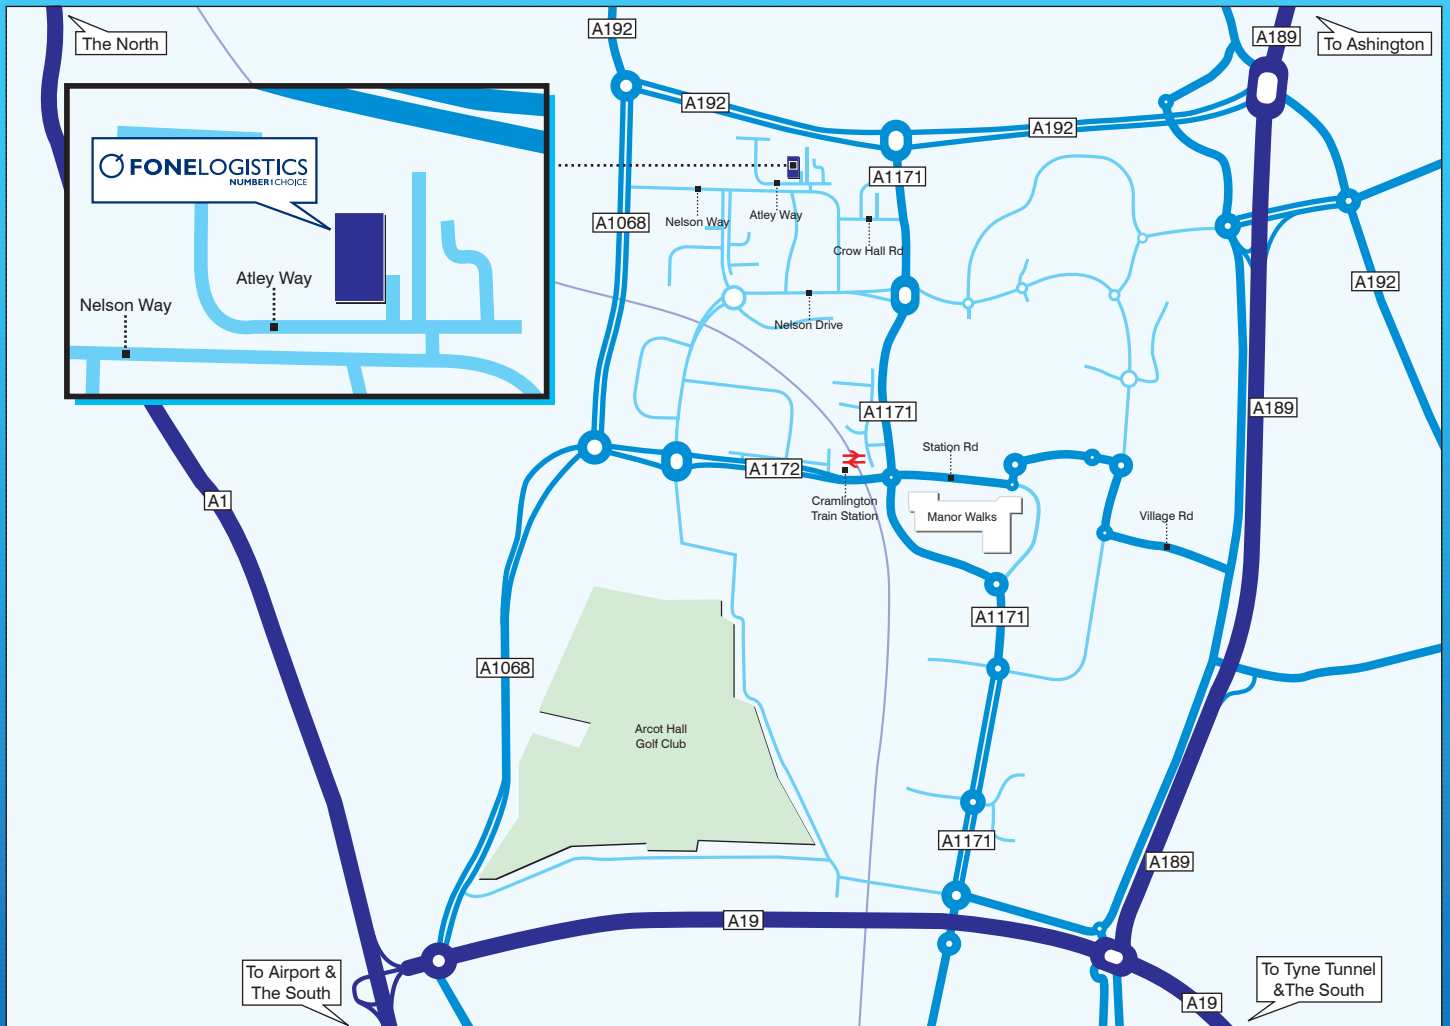 The North
A192
A189
To Ashington
A192
A192
FONELOGISTICS
NUMBER1CHOICE
A1171
Nelson Way
Atley Way
A1068
Crow Hall Rd
Atley Way
A192
Nelson Way
Nelson Drive
A1171
A189
Station Rd
A1172
A1
Cramlington
Train Station
Manor Walks
Village Rd
A1171
A1068
Arcot Hall
Golf Club
A1171
A189
A19
To Airport &
The South
To Tyne Tunnel
&The South
A19